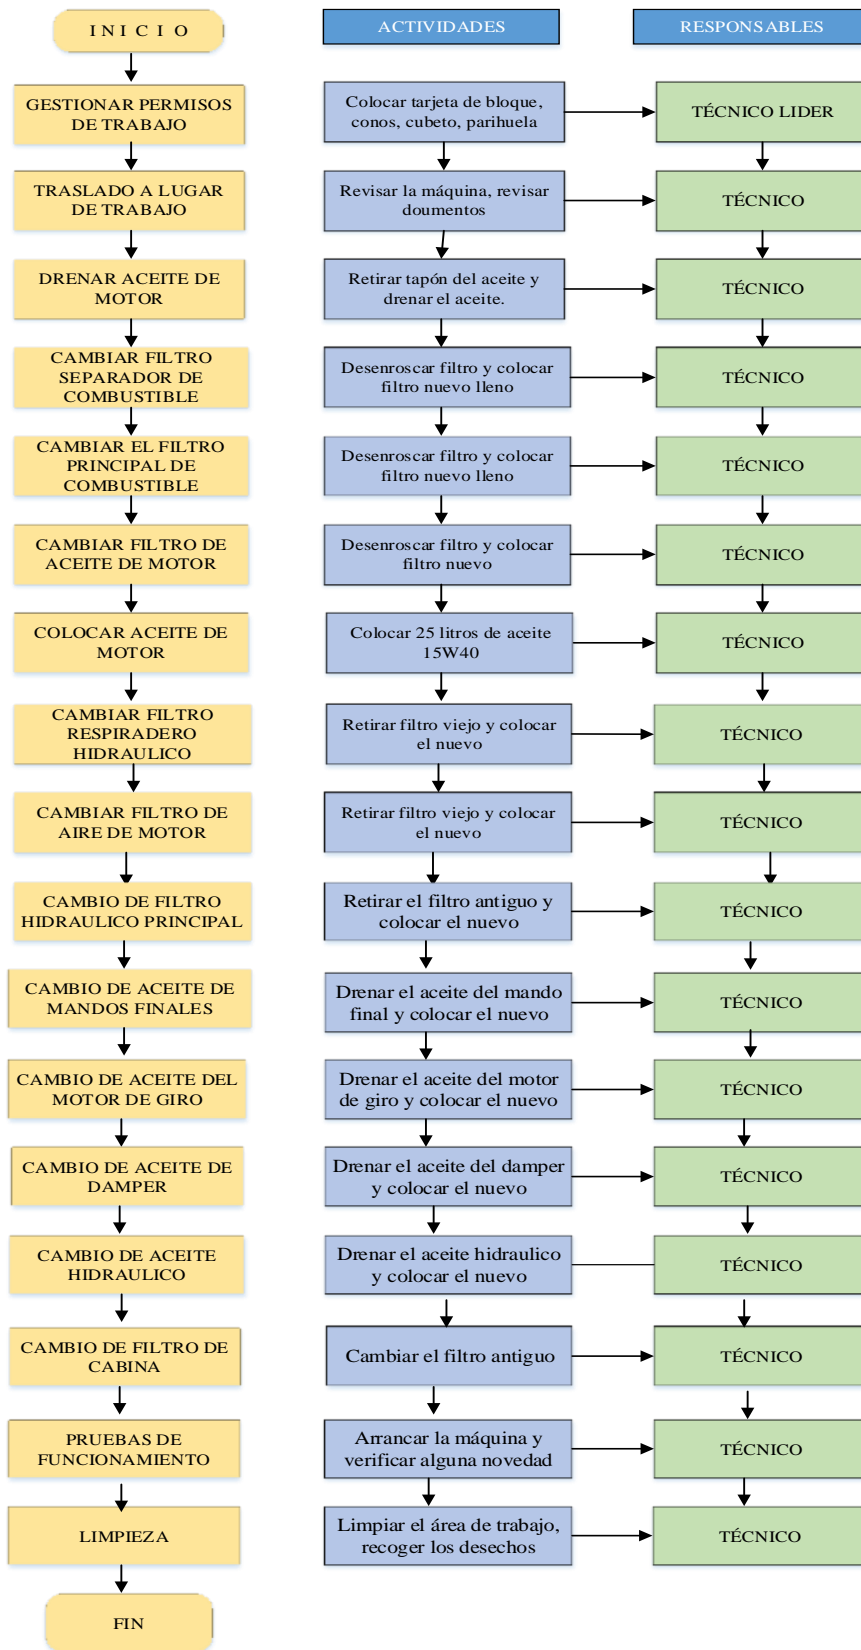 I N I C I O
ACTIVIDADES
RESPONSABLES
GESTIONAR PERMISOS
DE TRABAJO
Colocar tarjeta de bloque,
conos, cubeto, parihuela
TÉCNICO LIDER
TRASLADO A LUGAR
DE TRABAJO
Revisar la máquina, revisar
doumentos
TÉCNICO
DRENAR ACEITE DE
MOTOR
Retirar tapón del aceite y
drenar el aceite.
TÉCNICO
CAMBIAR FILTRO
SEPARADOR DE
COMBUSTIBLE
Desenroscar filtro y colocar
filtro nuevo lleno
TÉCNICO
CAMBIAR EL FILTRO
PRINCIPAL DE
COMBUSTIBLE
Desenroscar filtro y colocar
filtro nuevo lleno
TÉCNICO
CAMBIAR FILTRO DE
ACEITE DE MOTOR
Desenroscar filtro y colocar
filtro nuevo
TÉCNICO
COLOCAR ACEITE DE
MOTOR
Colocar 25 litros de aceite
15W40
TÉCNICO
CAMBIAR FILTRO
RESPIRADERO
HIDRAULICO
Retirar filtro viejo y colocar
el nuevo
TÉCNICO
CAMBIAR FILTRO DE
AIRE DE MOTOR
Retirar filtro viejo y colocar
el nuevo
TÉCNICO
CAMBIO DE FILTRO
HIDRAULICO PRINCIPAL
Retirar el filtro antiguo y
colocar el nuevo
TÉCNICO
CAMBIO DE ACEITE DE
MANDOS FINALES
Drenar el aceite del mando
final y colocar el nuevo
TÉCNICO
CAMBIO DE ACEITE DEL
MOTOR DE GIRO
Drenar el aceite del motor
de giro y colocar el nuevo
TÉCNICO
CAMBIO DE ACEITE DE
DAMPER
Drenar el aceite del damper
y colocar el nuevo
TÉCNICO
CAMBIO DE ACEITE
HIDRAULICO
Drenar el aceite hidraulico
y colocar el nuevo
TÉCNICO
CAMBIO DE FILTRO DE
CABINA
Cambiar el filtro antiguo
TÉCNICO
PRUEBAS DE
FUNCIONAMIENTO
Arrancar la máquina y
verificar alguna novedad
TÉCNICO
LIMPIEZA
Limpiar el área de trabajo,
recoger los desechos
TÉCNICO
FIN